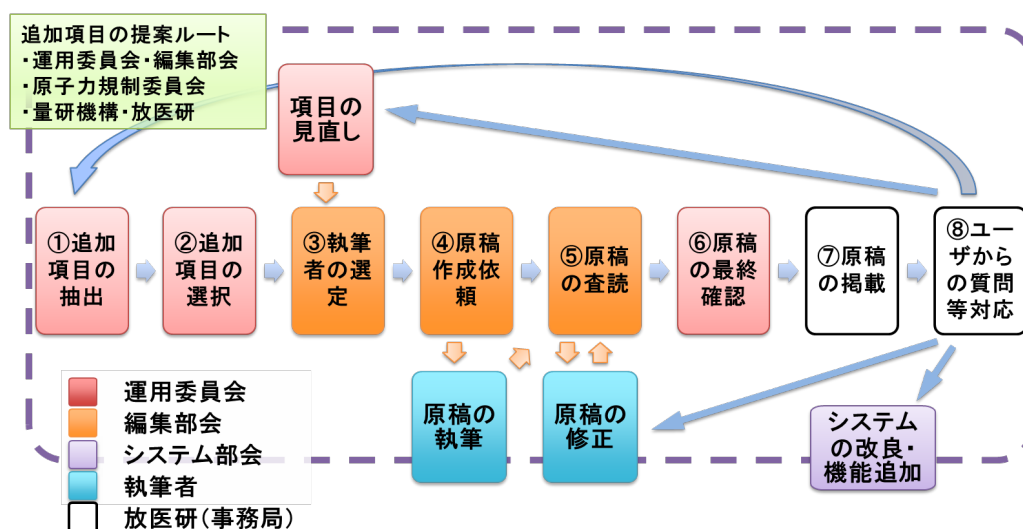 追加項目の提案ルート
・運用委員会・編集部会
・原子力規制委員会
・量研機構・放医研
項目の
見直し
①追加
項目の
抽出
②追加
項目の
選択
③執筆
者の選
定
④原稿
作成依
頼
⑤原稿
の査読
⑥原稿
の最終
確認
⑦原稿
の掲載
⑧ユー
ザから
の質問
等対応
原稿の
執筆
原稿の
修正
システム
の改良・
機能追加
運用委員会
編集部会
システム部会
執筆者
放医研(事務局)